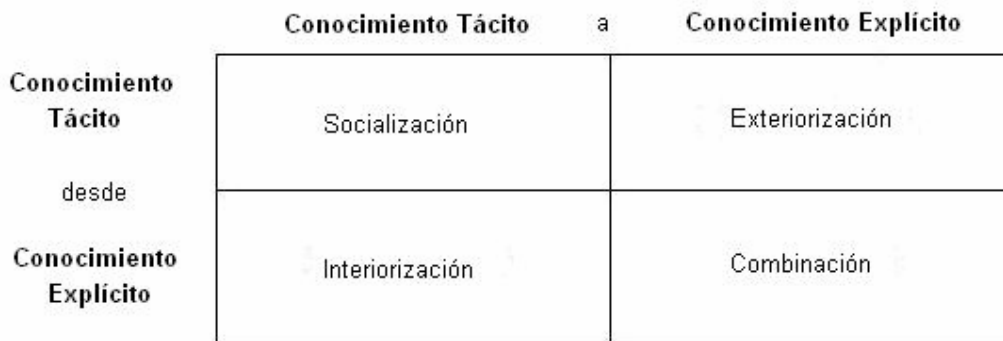 Conocimiento Tácito a Conocimiento Explícito
Conocimiento
Tácito
Socialización Exteriorización
desde
Conocimiento
Explícito
Interiorización Combinación